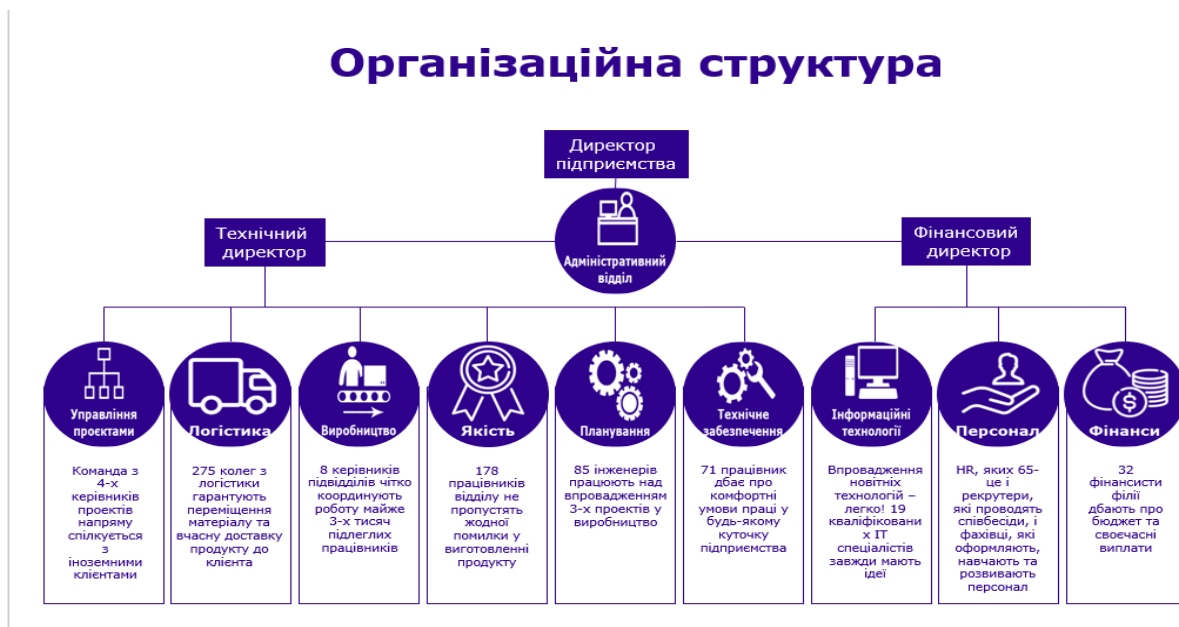 Організаційна структура
Директор
підприємства
Адміністративний
відділ
Технічний
директор
Фінансовий
директор
Управління
проєктами
Команда з
4-х
керівників
проектів
напряму
спілкується
з
іноземними
клієнтами
Логістика
275 колег з
логістики
гарантують
переміщення
матеріалу та
вчасну доставку
продукту до
клієнта
Виробництво
8 керівників
підвідділів чітко
координують
роботу майже
3-х тисяч
підлеглих
працівників
Якість
178
працівників
відділу не
пропустять
жодної
помилки у
виготовленні
продукту
Планування
85 інженерів
працюють над
впровадженням
3-х проектів у
виробництво
Технічне
забезпечення
71 працівник
дбає про
комфортні
умови праці у
будь-якому
куточку
підприємства
Інформаційні
технології
Впровадження
новітніх
технологій –
легко! 19
кваліфіковани
х ІТ
спеціалістів
завжди мають
ідеї
Персонал
HR, яких 65-
це і
рекрутери,
які проводять
співбесіди, і
фахівці, які
оформляють,
навчають та
розвивають
персонал
Фінанси
32
фінансисти
філії
дбають про
бюджет та
своєчасні
виплати